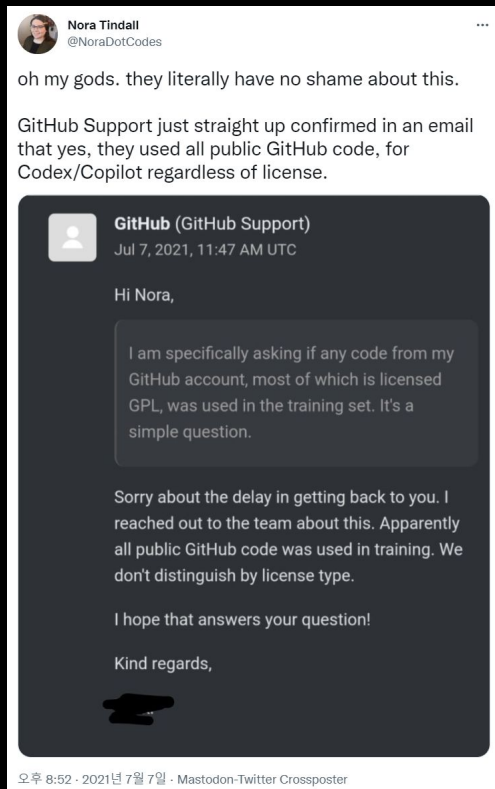 Nora Tindall
@NoraDotCodes
oh my gods. they literally have no shame about this.
GitHub Support just straight up confirmed in an email
that yes, they used all public GitHub code, for
Codex/Copilot regardless of license.
GitHub (GitHub Support)
Jul 7, 2021, 11:47 AM UTC
Hi Nora,
I am specifically asking if any code from my
GitHub account, most of which is licensed
GPL, was used in the training set. It's a
simple question.
Sorry about the delay in getting back to you. I
reached out to the team about this. Apparently
all public GitHub code was used in training. We
don't distinguish by license type.
I hope that answers your question!
Kind regards,
오후 8:52 · 2021년 7월 7일 · Mastodon-Twitter Crossposter